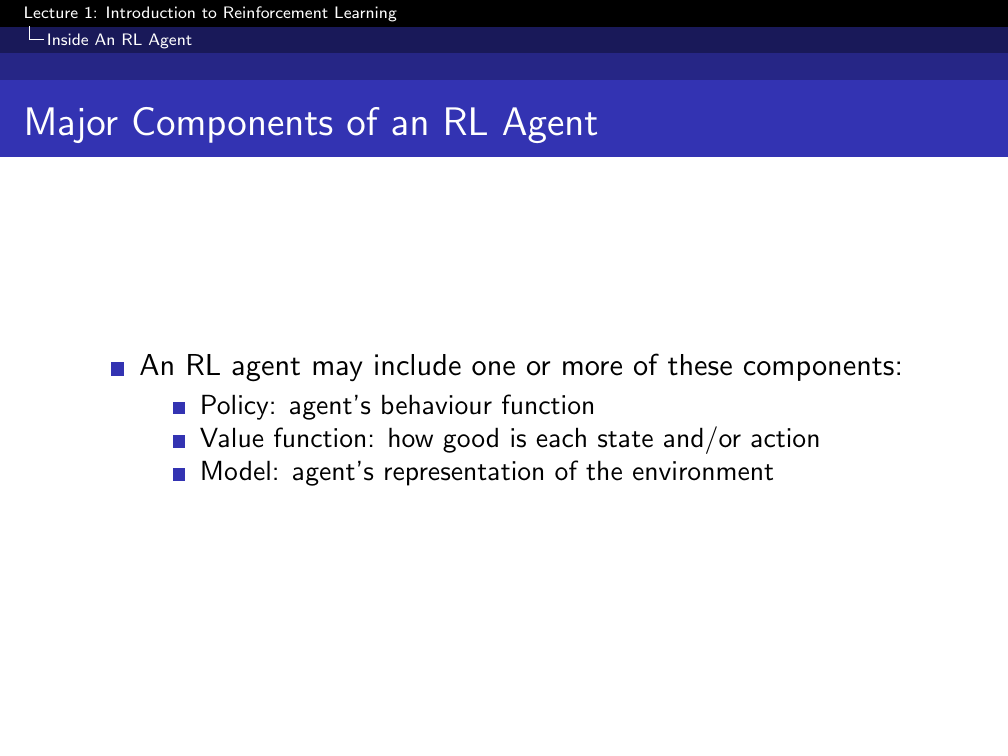 Lecture 1: Introduction to Reinforcement Learning
Inside An RL Agent
Major Components of an RL Agent
An RL agent may include one or more of these components:
Policy: agent's behaviour function
Value function: how good is each state and/or action
Model: agent's representation of the environment